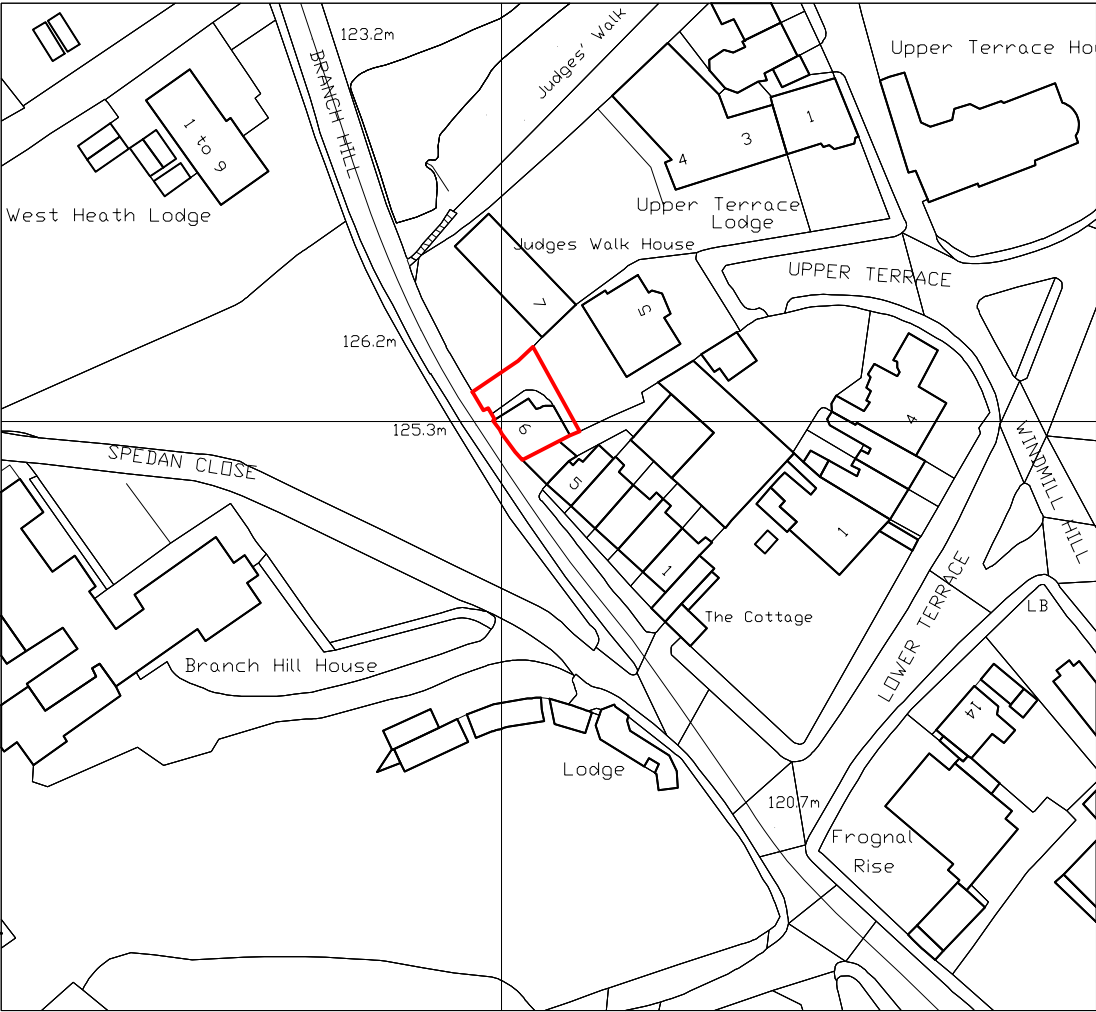 123.2m
BRANCH HILL
Judges' Walk
Upper Terrace Hou
1 to 9
1
3
4
West Heath Lodge
Upper Terrace
Lodge
Judges Walk House
UPPER TERRACE
7
5
126.2m
125.3m
6
4
SPEDAN CLOSE
WINDMILL HILL
5
1
1
LB
The Cottage
LOWER TERRACE
Branch Hill House
14
Lodge
120.7m
Frognal
Rise